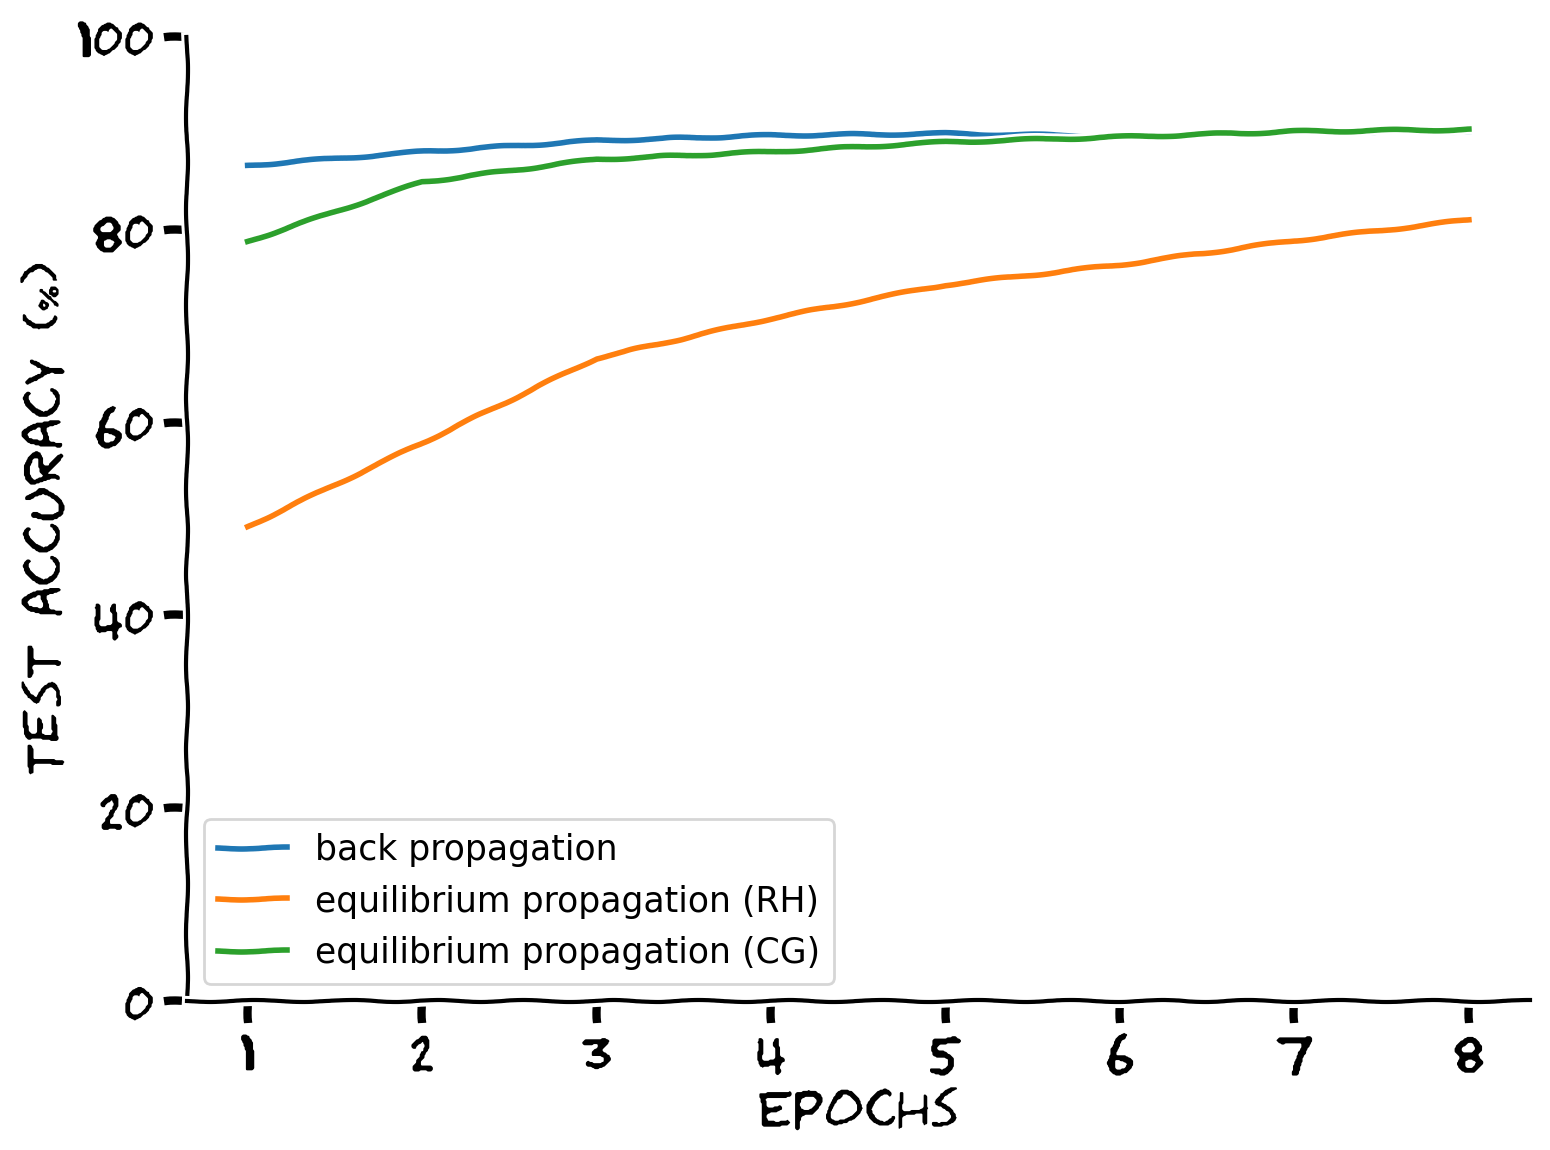 100
80
60
40
20
0
TEST ACCURACY (%)
back propagation
equilibrium propagation (RH)
equilibrium propagation (CG)
1 2 3 4 5 6 7 8
EPOCHS